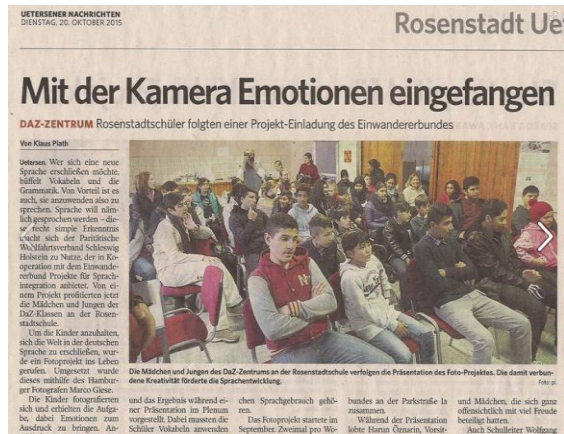 UETERSENER NACHRICHTEN
DIENSTAG, 20. OKTOBER 2015
Rosenstadt Uet
Mit der Kamera Emotionen eingefangen
DAZ-ZENTRUM Rosenstadtschüler folgten einer Projekt-Einladung des Einwandererbundes
Von Klaus Plath
Uetersen. Wer sich eine neue
Sprache erschließen möchte,
büffelt Vokabeln und die
Grammatik. Von Vorteil ist es
auch, sie anzuwenden also zu
sprechen. Sprache will näm-
lich gesprochen werden – die-
se recht simple Erkenntnis
macht sich der Paritätische
Wohlfahrtsverband Schleswig
Holstein zu Nutze, der in Ko-
operation mit dem Einwande-
rerbund Projekte für Sprach-
integration anbietet. Von ei-
nem Projekt profitierten jetzt
die Mädchen und Jungen der
DaZ-Klassen an der Rosen-
stadtschule.
Um die Kinder anzuhalten,
sich die Welt in der deutschen
Sprache zu erschließen, wur-
de ein Fotoprojekt ins Leben
gerufen. Umgesetzt wurde
dieses mithilfe des Hambur-
ger Fotografen Marco Giese.
Die Kinder fotografierten
sich und erhielten die Aufga-
be, dabei Emotionen zum
Ausdruck zu bringen. An-
Die Mädchen und Jungen des DaZ-Zentrums an der Rosenstadtschule verfolgen die Präsentation des Foto-Projektes. Die damit verbun-
dene Kreativität förderte die Sprachentwicklung.
Foto: pl
und das Ergebnis während ei-
ner Präsentation im Plenum
vorgestellt. Dabei mussten die
Schüler Vokabeln anwenden
chen Sprachgebrauch gehö-
ren.
Das Fotoprojekt startete im
September. Zweimal pro Wo-
bundes an der Parkstraße 1a
zusammen.
Während der Präsentation
lobte Harun Öznarin, Vorsit-
und Mädchen, die sich ganz
offensichtlich mit viel Freude
beteiligt hatten.
Auch Schulleiter Wolfgang